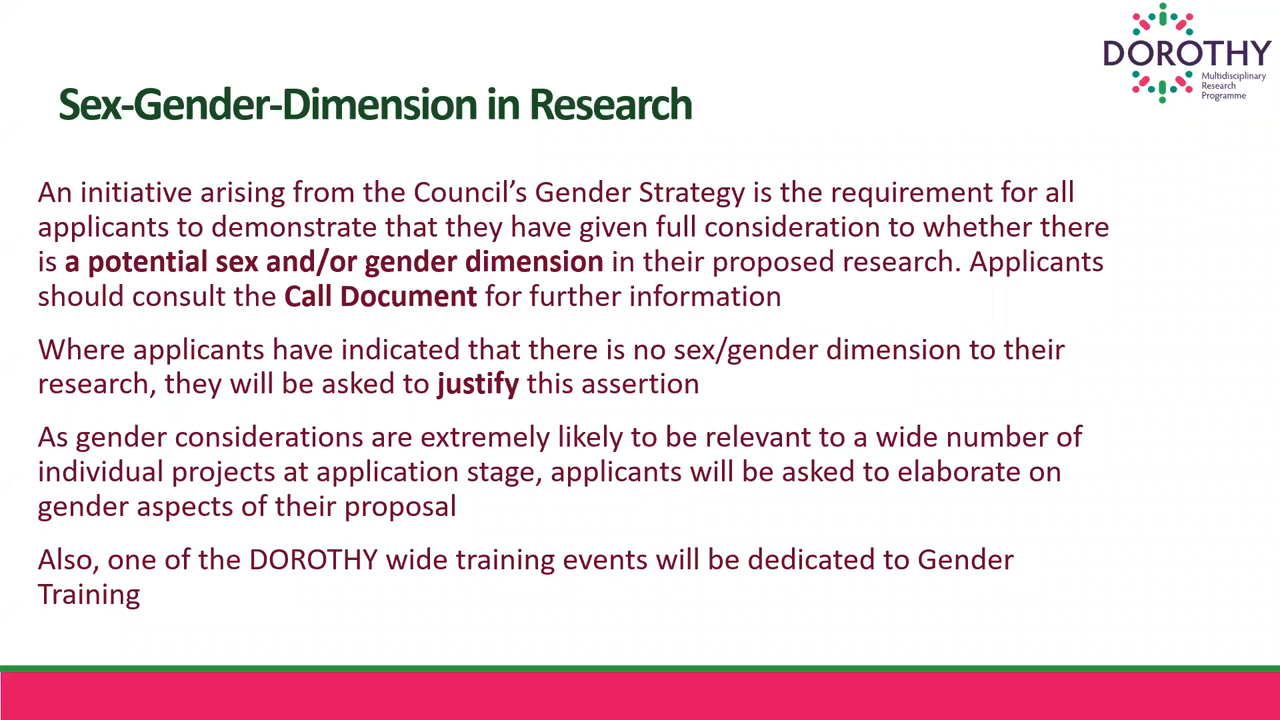 DOROTHY
Multidisciplinary
Research
Programme
Sex-Gender-Dimension in Research
An initiative arising from the Council’s Gender Strategy is the requirement for all
applicants to demonstrate that they have given full consideration to whether there
is a potential sex and/or gender dimension in their proposed research. Applicants
should consult the Call Document for further information
Where applicants have indicated that there is no sex/gender dimension to their
research, they will be asked to justify this assertion
As gender considerations are extremely likely to be relevant to a wide number of
individual projects at application stage, applicants will be asked to elaborate on
gender aspects of their proposal
Also, one of the DOROTHY wide training events will be dedicated to Gender
Training